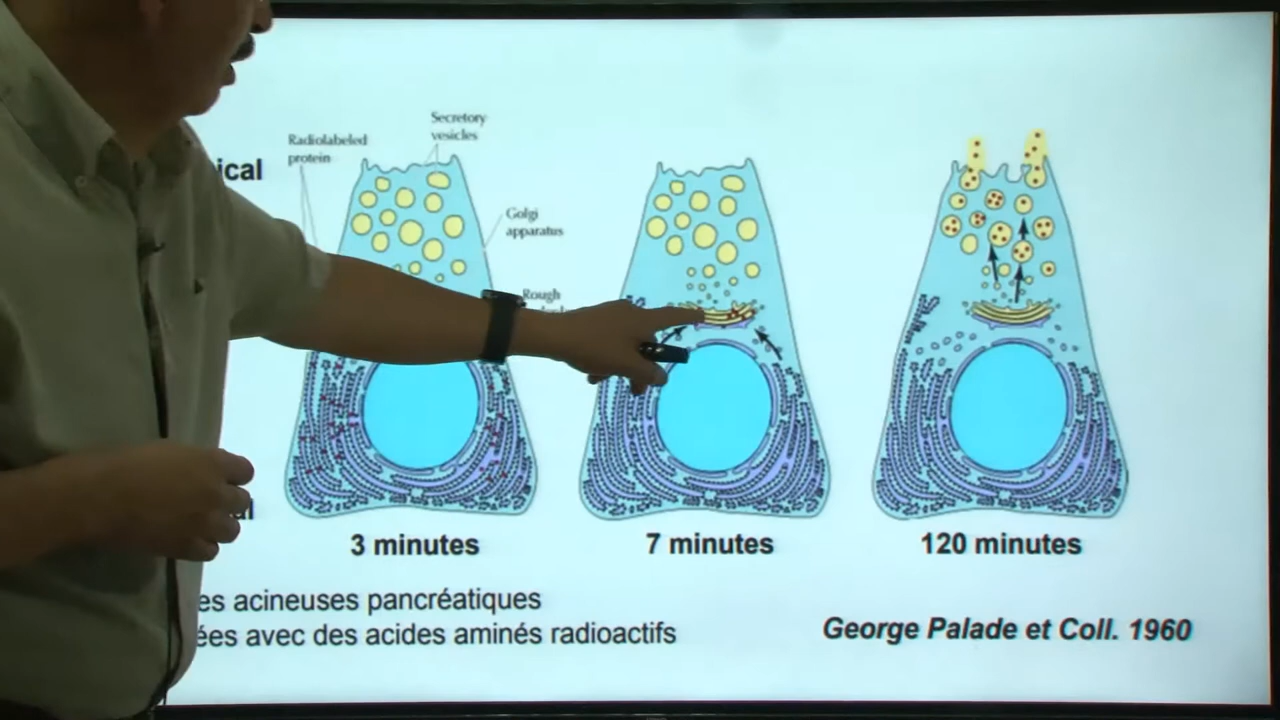 Radiolabeled
protein
Secretory
vesicles
ical
Golgi
apparatus
Rough
al
3 minutes
7 minutes
120 minutes
es acineuses pancréatiques
ées avec des acides aminés radioactifs
George Palade et Coll. 1960